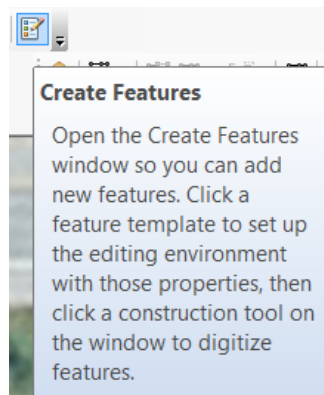 Create Features
Open the Create Features
window so you can add
new features. Click a
feature template to set up
the editing environment
with those properties, then
click a construction tool on
the window to digitize
features.